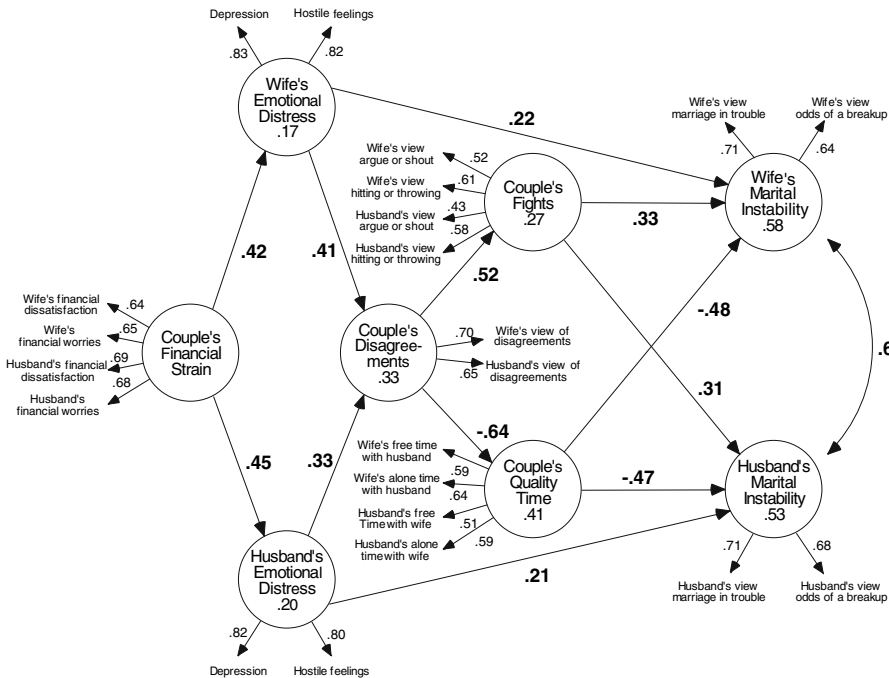 Depression
Hostile feelings
.83
.82
Wife's
Emotional
Distress
.17
.22
Wife's view
marriage in trouble
Wife's view
odds of a breakup
.71
.64
Wife's
Marital
Instability
.58
Wife's view
argue or shout
.52
Wife's view
hitting or throwing
.61
Husband's view
argue or shout
.43
Husband's view
hitting or throwing
.58
Couple's
Fights
.27
.33
.42
.41
.52
-.48
Wife's financial
dissatisfaction
.64
Wife's
financial worries
.65
Husband's financial
dissatisfaction
.69
Husband's
financial worries
.68
Couple's
Financial
Strain
Couple's
Disagree-
ments
.33
.70
Wife's view of
disagreements
.65
Husband's view of
disagreements
.6
.31
.45
.33
-.64
Wife's free time
with husband
.59
Wife's alone time
with husband
.64
Husband's free
Time with wife
.51
Husband's alone
time with wife
.59
Couple's
Quality
Time
.41
-.47
Husband's
Marital
Instability
.53
.71
.68
Husband's view
marriage in trouble
Husband's view
odds of a breakup
.21
Husband's
Emotional
Distress
.20
.82
.80
Depression
Hostile feelings